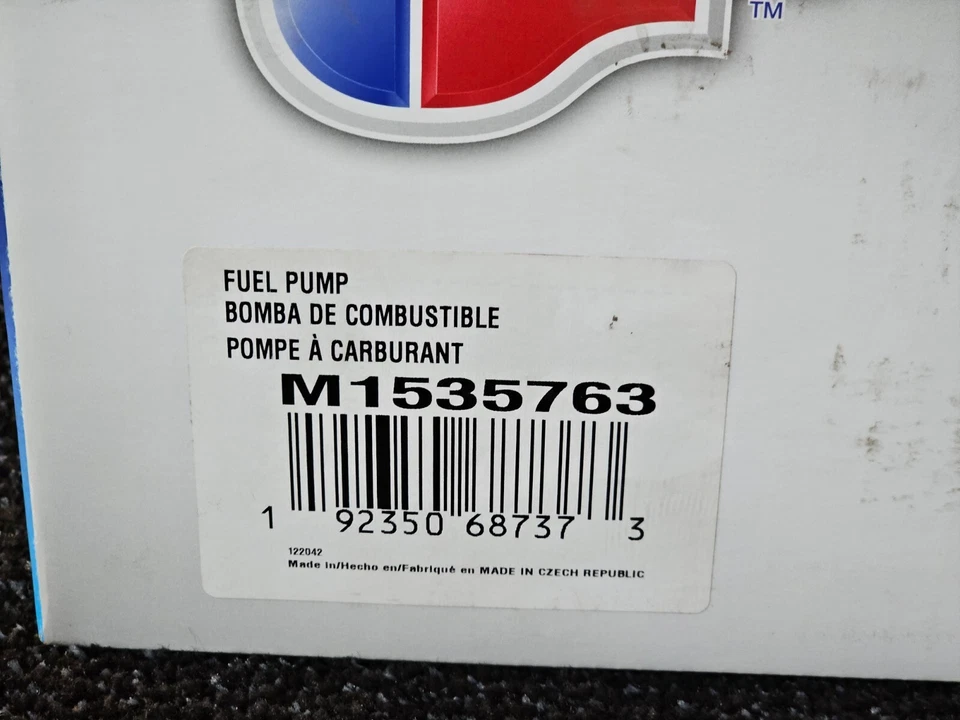 TM
FUEL PUMP
BOMBA DE COMBUSTIBLE
POMPE À CARBURANT
M1535763
1 92350 68737 3
122042
Made in/Hecho en/Fabriqué en MADE IN CZECH REPUBLIC